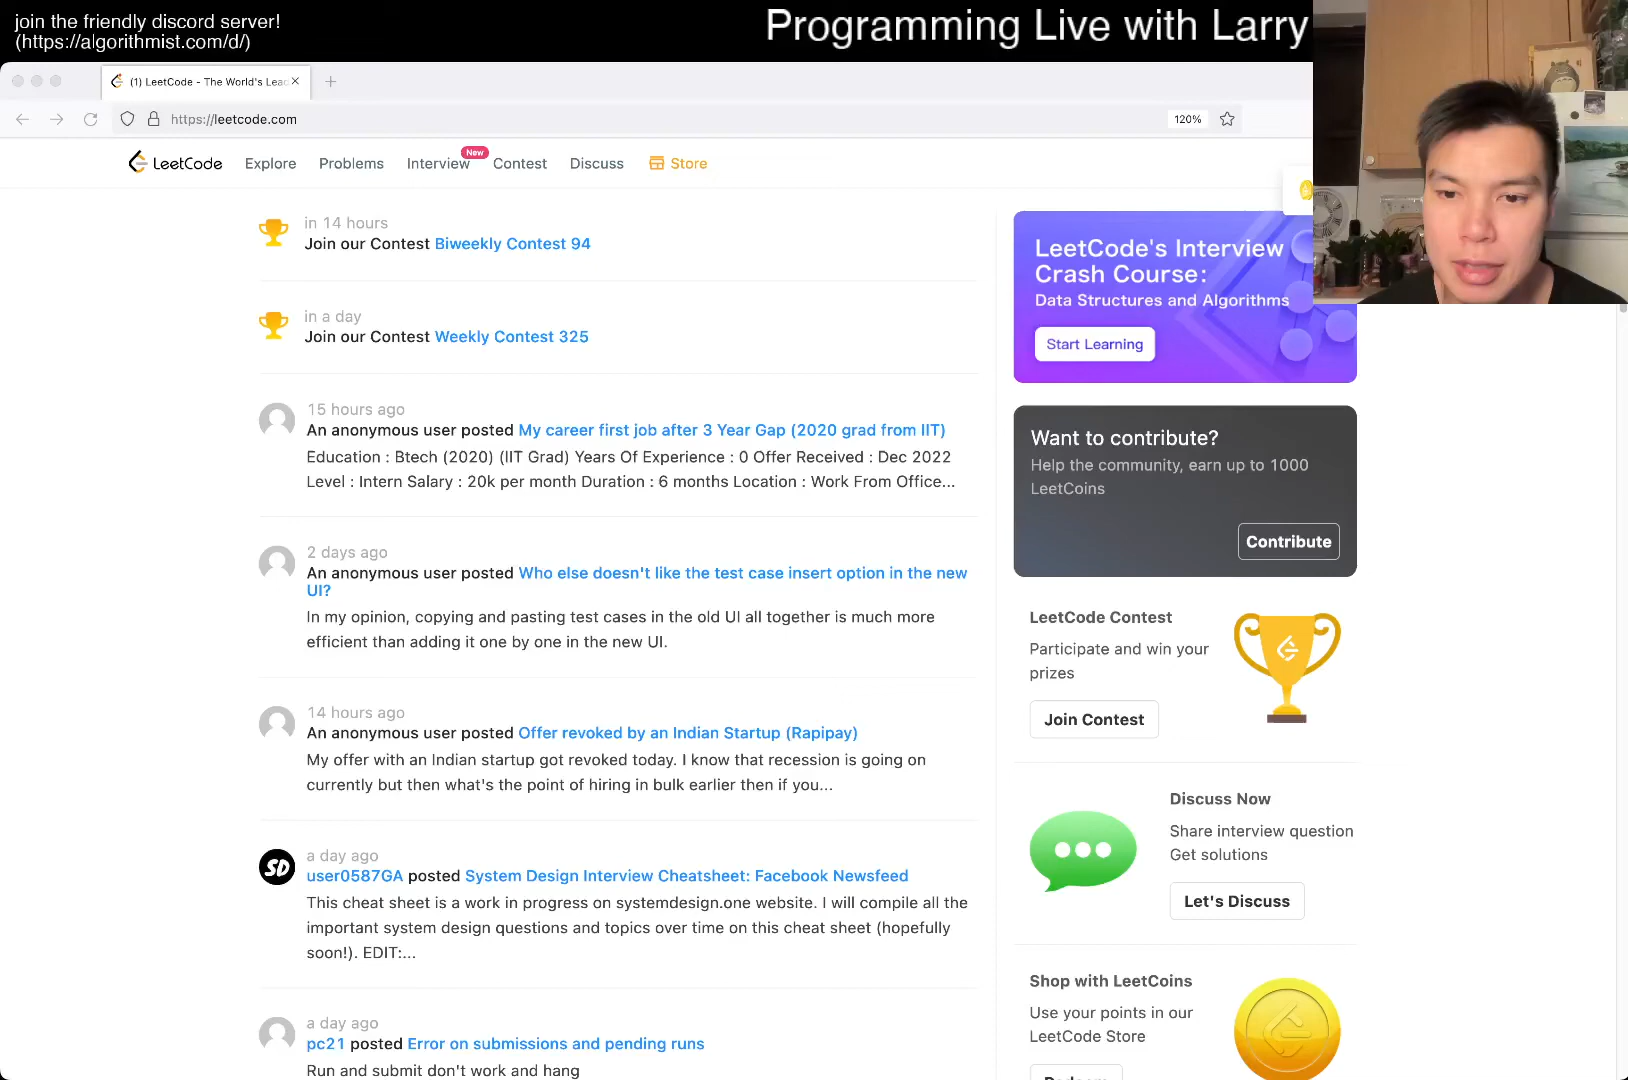 join the friendly discord server!
(https://algorithmist.com/d/)
Programming Live with Larry
(1) LeetCode - The World's Lead
https://leetcode.com
120%
LeetCode
Explore
Problems
Interview
New
Contest
Discuss
Store
in 14 hours
Join our Contest Biweekly Contest 94
in a day
Join our Contest Weekly Contest 325
15 hours ago
An anonymous user posted My career first job after 3 Year Gap (2020 grad from IIT)
Education : Btech (2020) (IIT Grad) Years Of Experience : 0 Offer Received : Dec 2022
Level : Intern Salary : 20k per month Duration : 6 months Location : Work From Office...
2 days ago
An anonymous user posted Who else doesn't like the test case insert option in the new
UI?
In my opinion, copying and pasting test cases in the old UI all together is much more
efficient than adding it one by one in the new UI.
14 hours ago
An anonymous user posted Offer revoked by an Indian Startup (Rapipay)
My offer with an Indian startup got revoked today. I know that recession is going on
currently but then what's the point of hiring in bulk earlier then if you...
SD
a day ago
user0587GA posted System Design Interview Cheatsheet: Facebook Newsfeed
This cheat sheet is a work in progress on systemdesign.one website. I will compile all the
important system design questions and topics over time on this cheat sheet (hopefully
soon!). EDIT:...
a day ago
pc21 posted Error on submissions and pending runs
Run and submit don't work and hang
LeetCode's Interview
Crash Course:
Data Structures and Algorithms
Start Learning
Want to contribute?
Help the community, earn up to 1000
LeetCoins
Contribute
LeetCode Contest
Participate and win your
prizes
Join Contest
Discuss Now
Share interview question
Get solutions
Let's Discuss
Shop with LeetCoins
Use your points in our
LeetCode Store